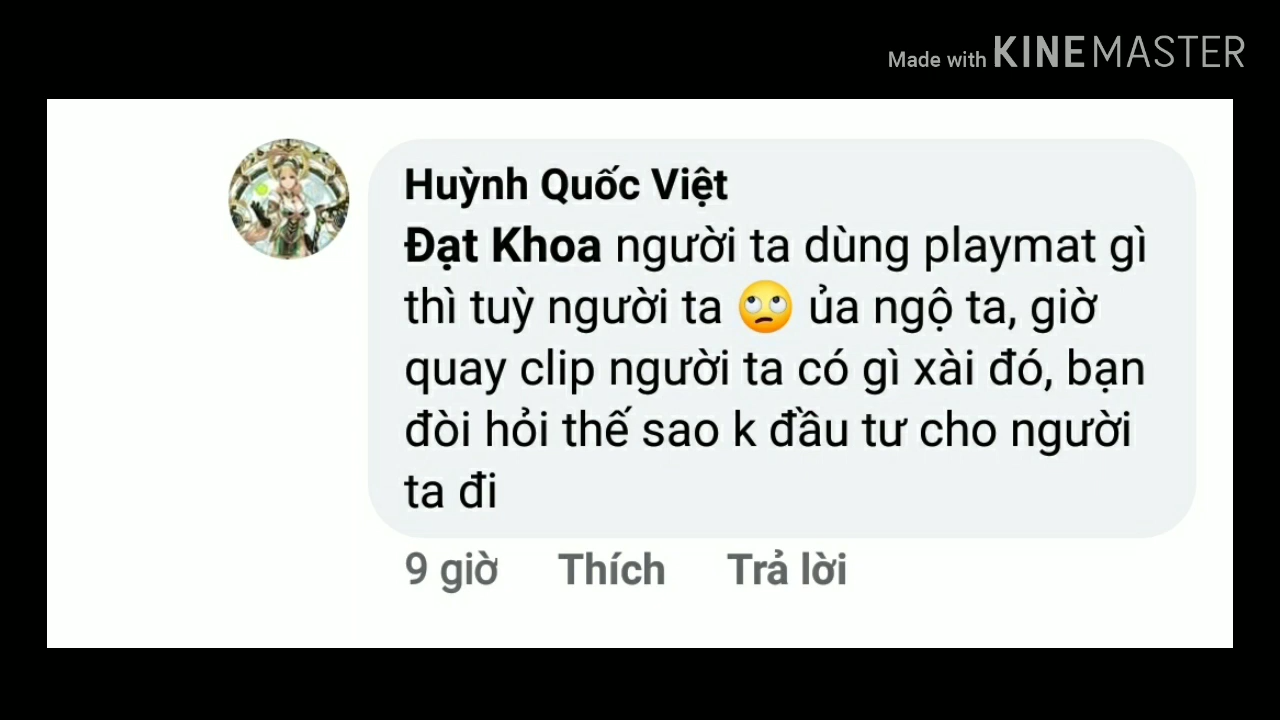 Made with KINEMASTER
Huỳnh Quốc Việt
Đạt Khoa người ta dùng playmat gì
thì tuỳ người ta 🙄 ủa ngộ ta, giờ
quay clip người ta có gì xài đó, bạn
đòi hỏi thế sao k đầu tư cho người
ta đi
9 giờ Thích Trả lời